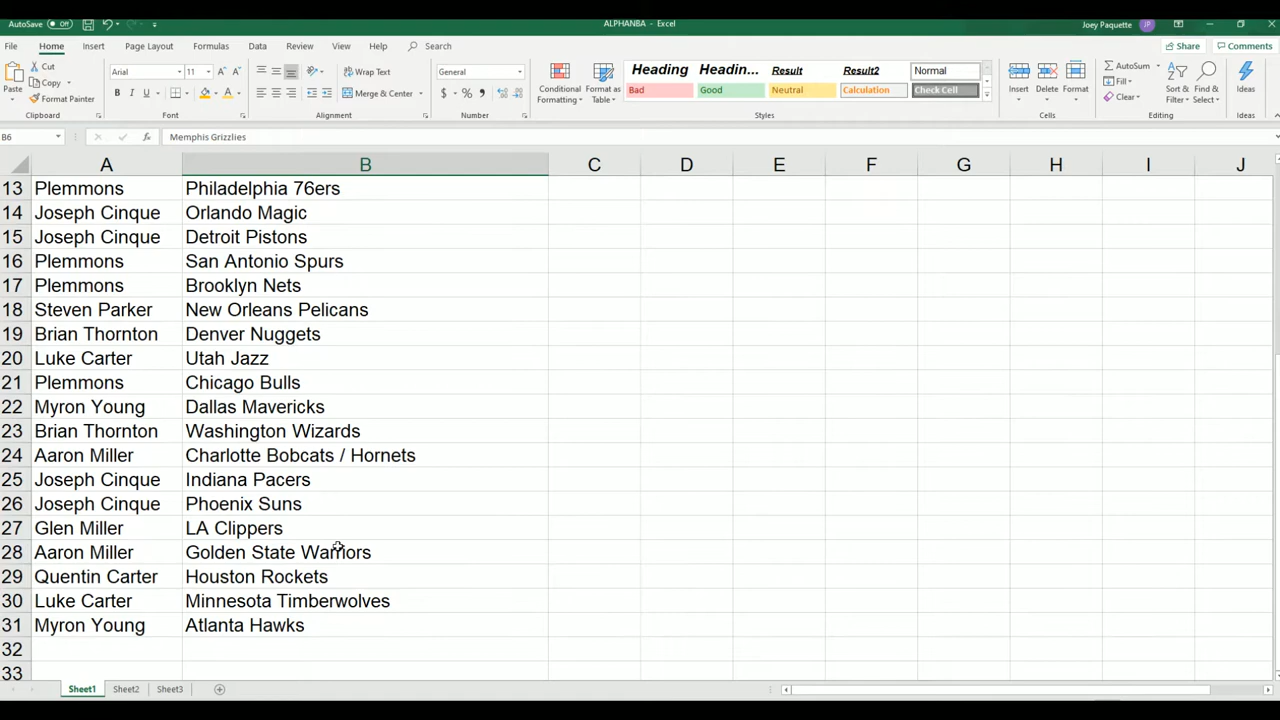 AutoSave Off ALPHANBA - Excel Joey Paquette JP
File Home Insert Page Layout Formulas Data Review View Help Search Share Comments
Paste Cut Copy Format Painter Clipboard
Arial 11 A A B I U A Font
Wrap Text Merge & Center Alignment
General $ % , Number
Conditional Formatting Format as Table
Heading Headin... Result Result2 Normal
Bad Good Neutral Calculation Check Cell
Styles
Insert Delete Format Cells
AutoSum Fill Clear Sort & Filter Find & Select Editing
Ideas Ideas
B6 fx Memphis Grizzlies
A B C D E F G H I J
13 Plemmons Philadelphia 76ers
14 Joseph Cinque Orlando Magic
15 Joseph Cinque Detroit Pistons
16 Plemmons San Antonio Spurs
17 Plemmons Brooklyn Nets
18 Steven Parker New Orleans Pelicans
19 Brian Thornton Denver Nuggets
20 Luke Carter Utah Jazz
21 Plemmons Chicago Bulls
22 Myron Young Dallas Mavericks
23 Brian Thornton Washington Wizards
24 Aaron Miller Charlotte Bobcats / Hornets
25 Joseph Cinque Indiana Pacers
26 Joseph Cinque Phoenix Suns
27 Glen Miller LA Clippers
28 Aaron Miller Golden State Warriors
29 Quentin Carter Houston Rockets
30 Luke Carter Minnesota Timberwolves
31 Myron Young Atlanta Hawks
32
33
Sheet1 Sheet2 Sheet3